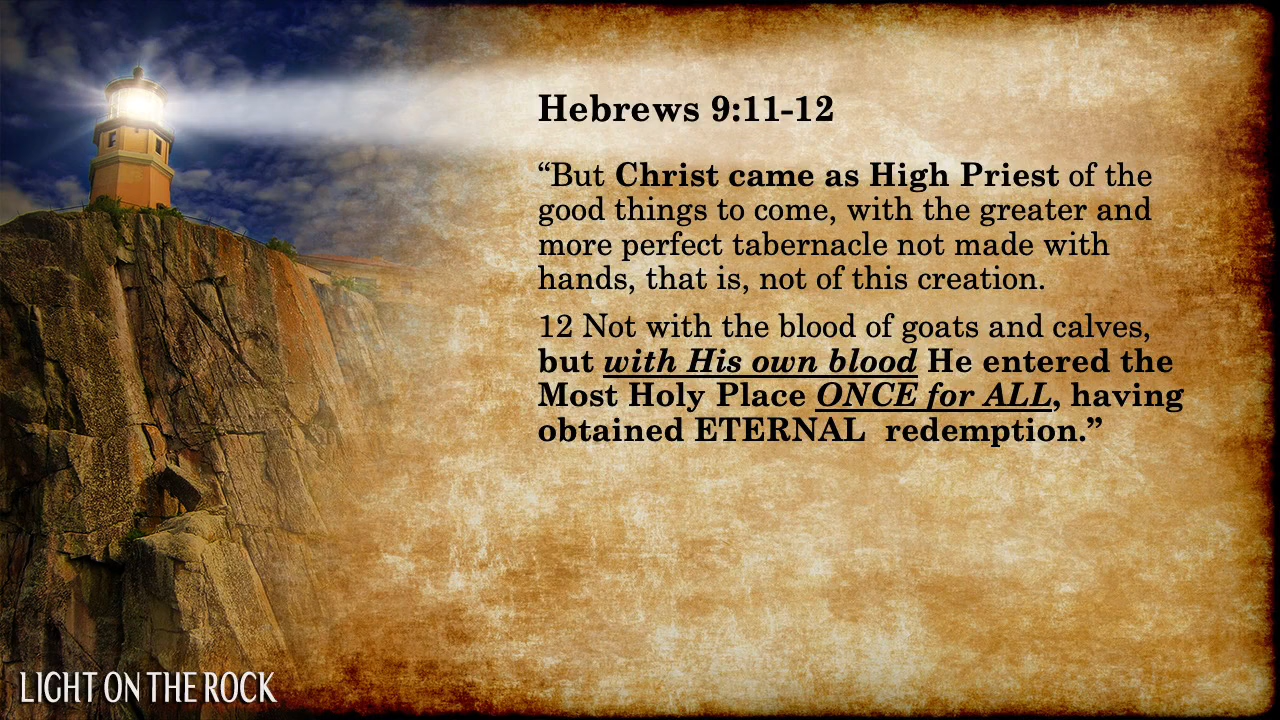 Hebrews 9:11-12
“But Christ came as High Priest of the
good things to come, with the greater and
more perfect tabernacle not made with
hands, that is, not of this creation.
12 Not with the blood of goats and calves,
but with His own blood He entered the
Most Holy Place ONCE for ALL, having
obtained ETERNAL  redemption.”
LIGHT ON THE ROCK